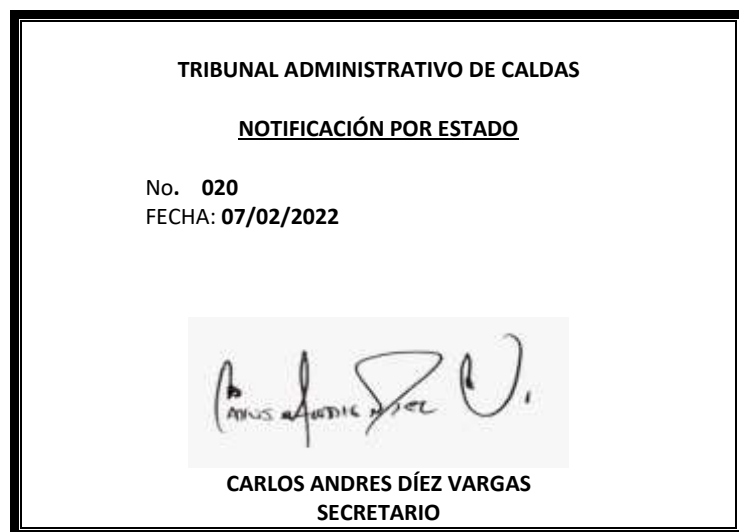 TRIBUNAL ADMINISTRATIVO DE CALDAS
NOTIFICACIÓN POR ESTADO
No. 020
FECHA: 07/02/2022
CARLOS ANDRES DÍEZ VARGAS
SECRETARIO